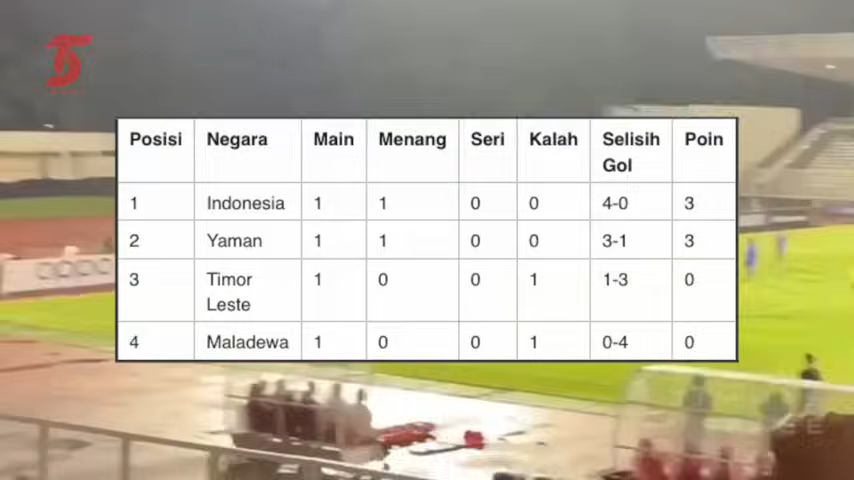 Posisi Negara Main Menang Seri Kalah Selisih Gol Poin
1 Indonesia 1 1 0 0 4-0 3
2 Yaman 1 1 0 0 3-1 3
3 Timor Leste 1 0 0 1 1-3 0
4 Maladewa 1 0 0 1 0-4 0